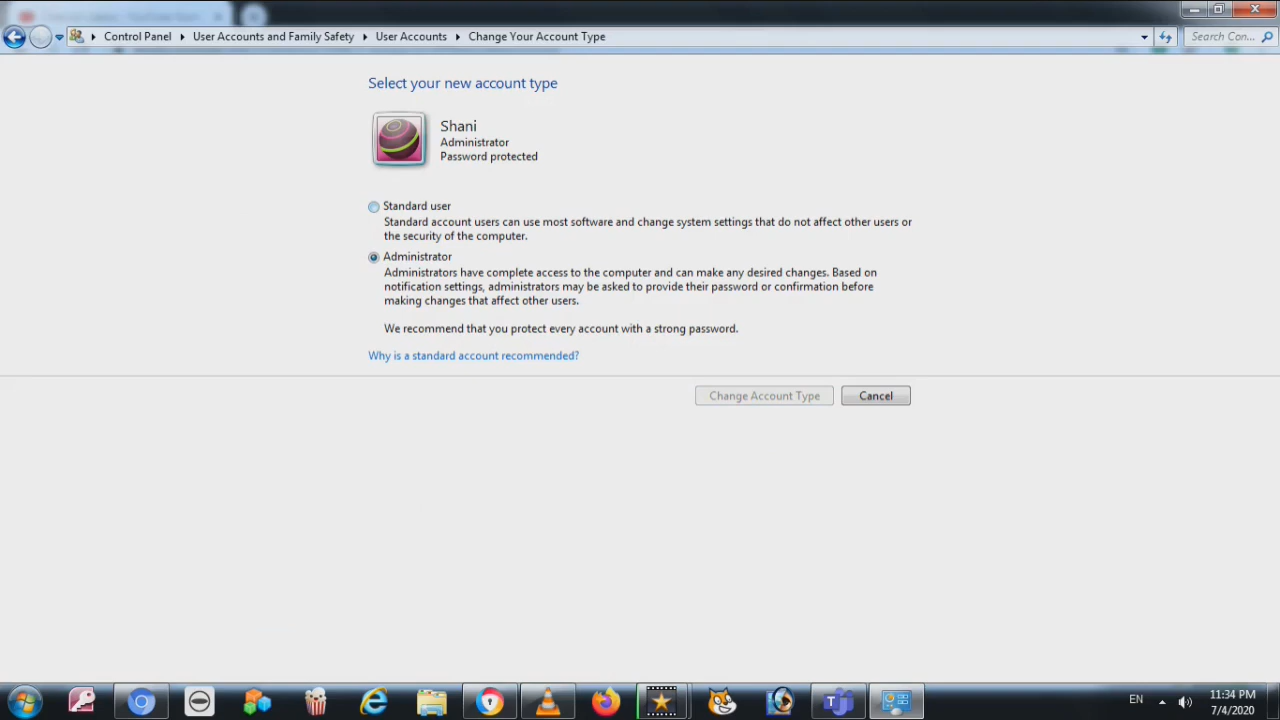 Control Panel User Accounts and Family Safety User Accounts Change Your Account Type Search Con...
Select your new account type
Shani
Administrator
Password protected
Standard user
Standard account users can use most software and change system settings that do not affect other users or
the security of the computer.
Administrator
Administrators have complete access to the computer and can make any desired changes. Based on
notification settings, administrators may be asked to provide their password or confirmation before
making changes that affect other users.
We recommend that you protect every account with a strong password.
Why is a standard account recommended?
Change Account Type Cancel
EN 11:34 PM
7/4/2020